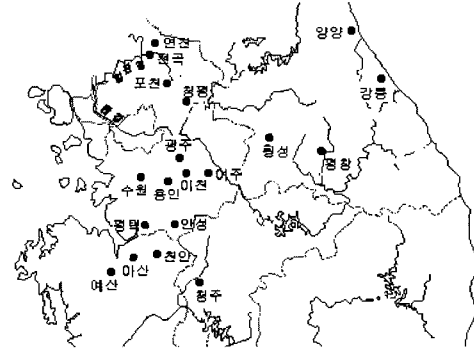 양양
연천
전곡
포천
강릉
청평
횡성
광주
평창
수원
용인
이천
여주
평택
안성
천안
아산
예산
청주